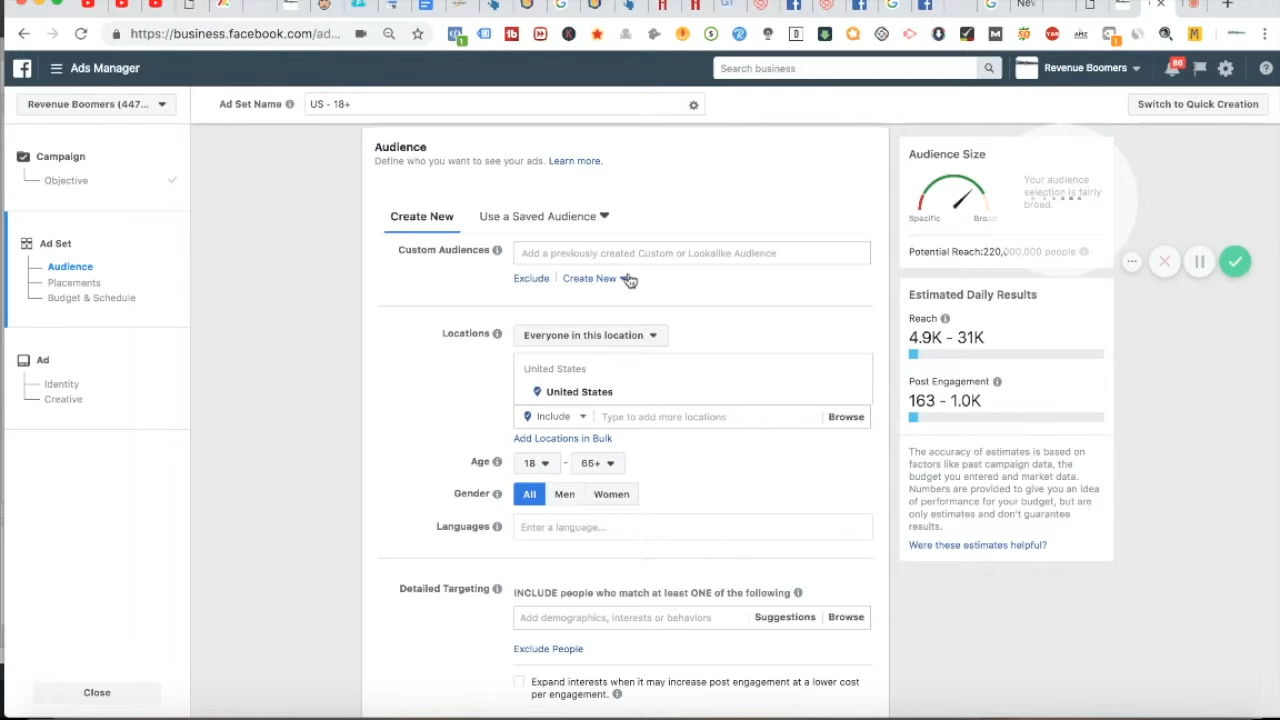 https://business.facebook.com/ad...
Ads Manager
Search business
Revenue Boomers
86
Revenue Boomers (447...
Ad Set Name
US - 18+
Switch to Quick Creation
Campaign
Objective
Ad Set
Audience
Placements
Budget & Schedule
Ad
Identity
Creative
Close
Audience
Define who you want to see your ads. Learn more.
Create New
Use a Saved Audience
Custom Audiences
Add a previously created Custom or Lookalike Audience
Exclude
Create New
Locations
Everyone in this location
United States
United States
Include
Type to add more locations
Browse
Add Locations in Bulk
Age
18
-
65+
Gender
All
Men
Women
Languages
Enter a language...
Detailed Targeting
INCLUDE people who match at least ONE of the following
Add demographics, interests or behaviors
Suggestions
Browse
Exclude People
Expand interests when it may increase post engagement at a lower cost
per engagement.
Audience Size
Your audience
selection is fairly
broad.
Specific
Broad
Potential Reach:220,000,000 people
Estimated Daily Results
Reach
4.9K - 31K
Post Engagement
163 - 1.0K
The accuracy of estimates is based on
factors like past campaign data, the
budget you entered and market data.
Numbers are provided to give you an idea
of performance for your budget, but are
only estimates and don't guarantee
results.
Were these estimates helpful?